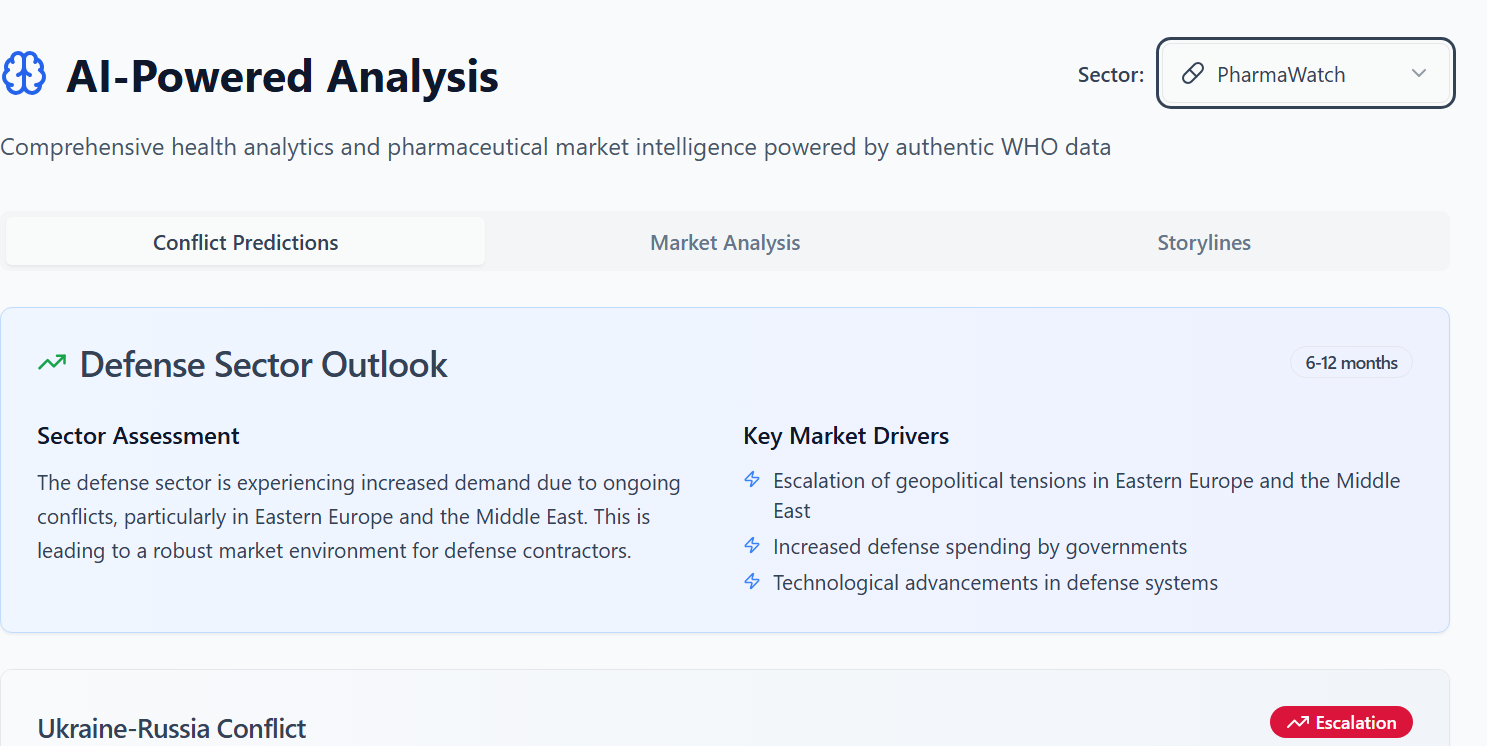 AI-Powered Analysis
Sector:
PharmaWatch
Comprehensive health analytics and pharmaceutical market intelligence powered by authentic WHO data
Conflict Predictions
Market Analysis
Storylines
Defense Sector Outlook
6-12 months
Sector Assessment
The defense sector is experiencing increased demand due to ongoing
conflicts, particularly in Eastern Europe and the Middle East. This is
leading to a robust market environment for defense contractors.
Key Market Drivers
Escalation of geopolitical tensions in Eastern Europe and the Middle
East
Increased defense spending by governments
Technological advancements in defense systems
Ukraine-Russia Conflict
Escalation